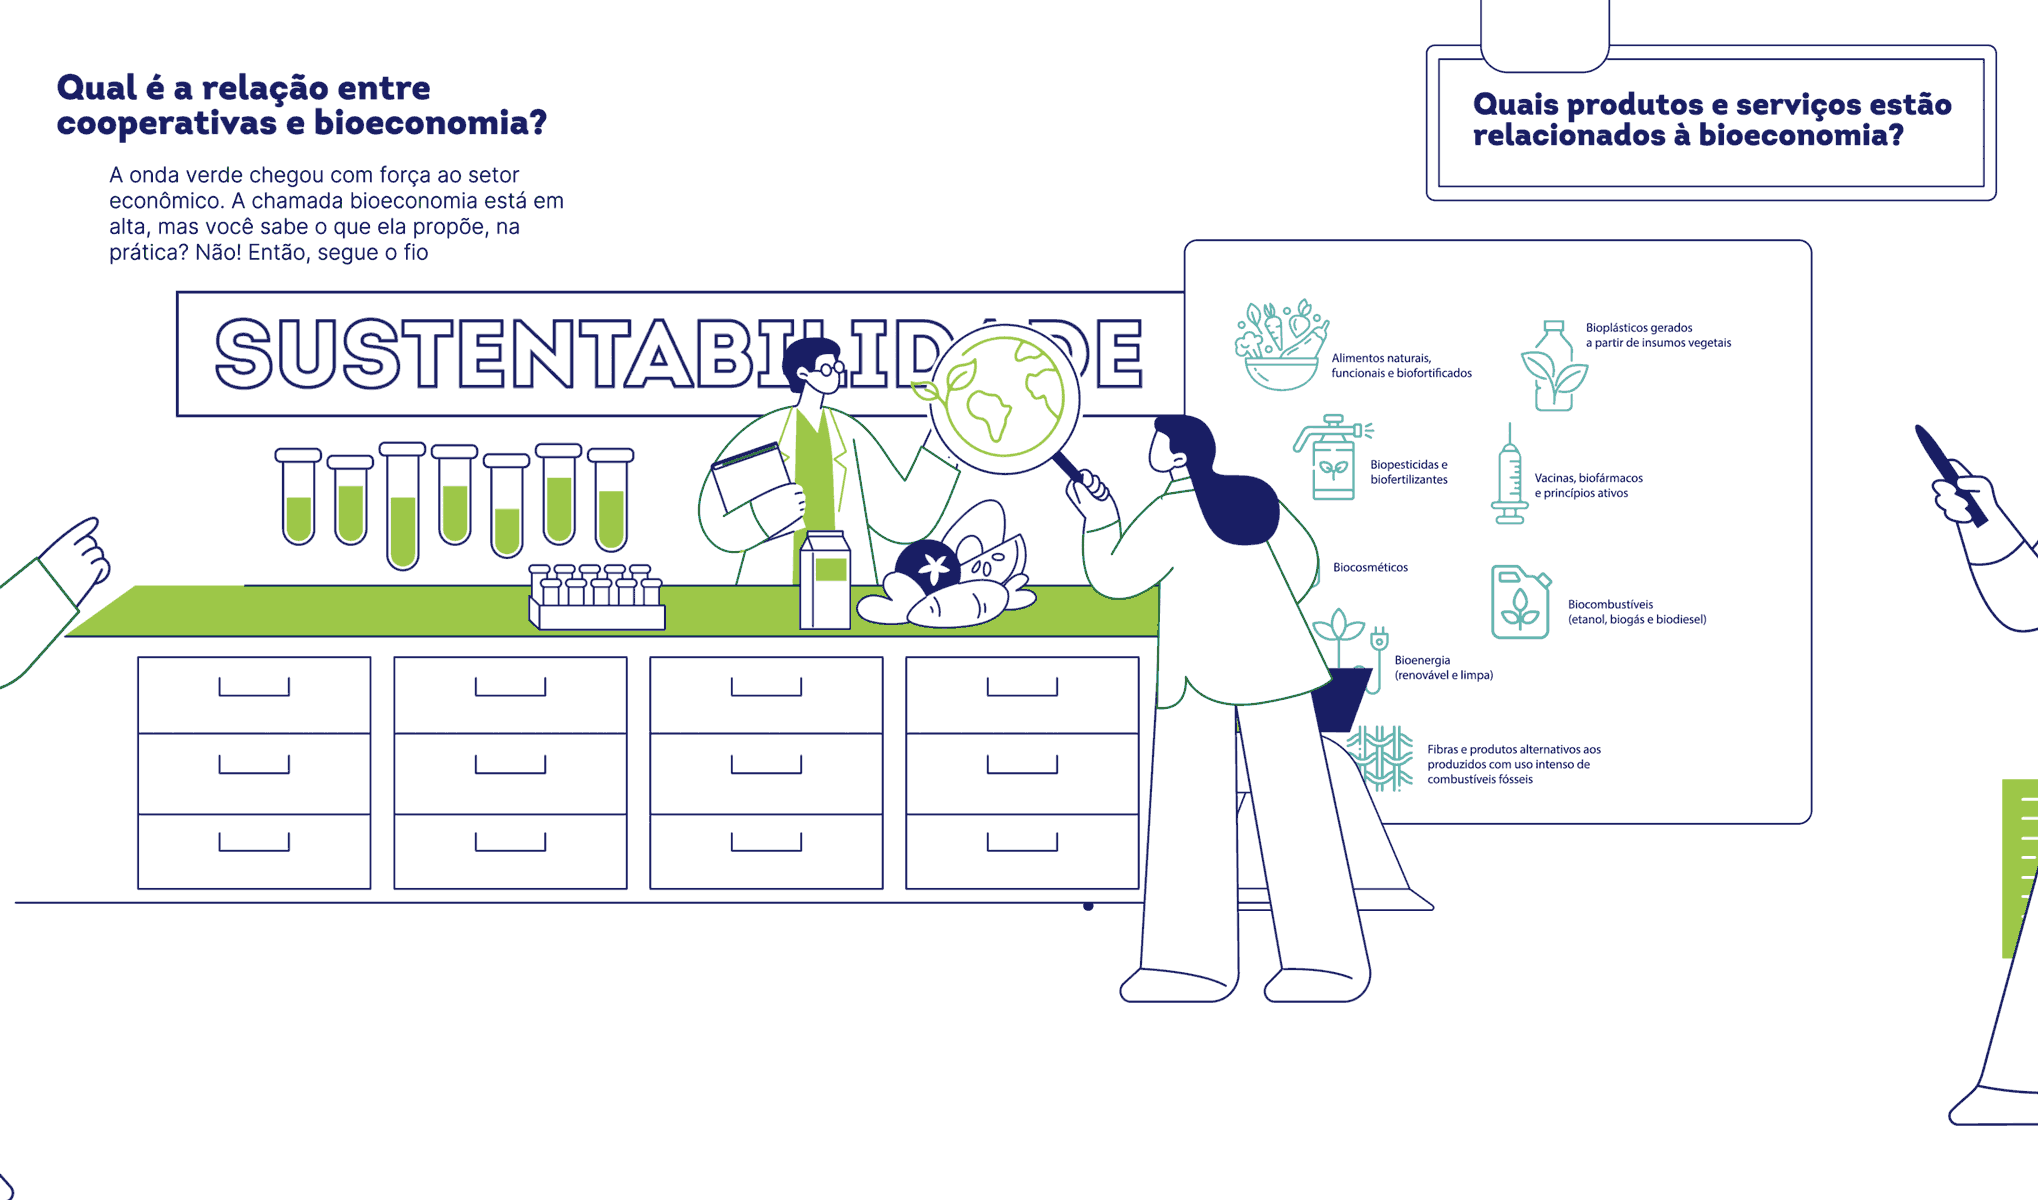 Qual é a relação entre
cooperativas e bioeconomia?
A onda verde chegou com força ao setor
econômico. A chamada bioeconomia está em
alta, mas você sabe o que ela propõe, na
prática? Não! Então, segue o fio
SUSTENTABILIDADE
Quais produtos e serviços estão
relacionados à bioeconomia?
Alimentos naturais,
funcionais e biofortificados
Bioplásticos gerados
a partir de insumos vegetais
Biopesticidas e
biofertilizantes
Vacinas, biofármacos
e princípios ativos
Biocosméticos
Biocombustíveis
(etanol, biogás e biodiesel)
Bioenergia
(renovável e limpa)
Fibras e produtos alternativos aos
produzidos com uso intenso de
combustíveis fósseis